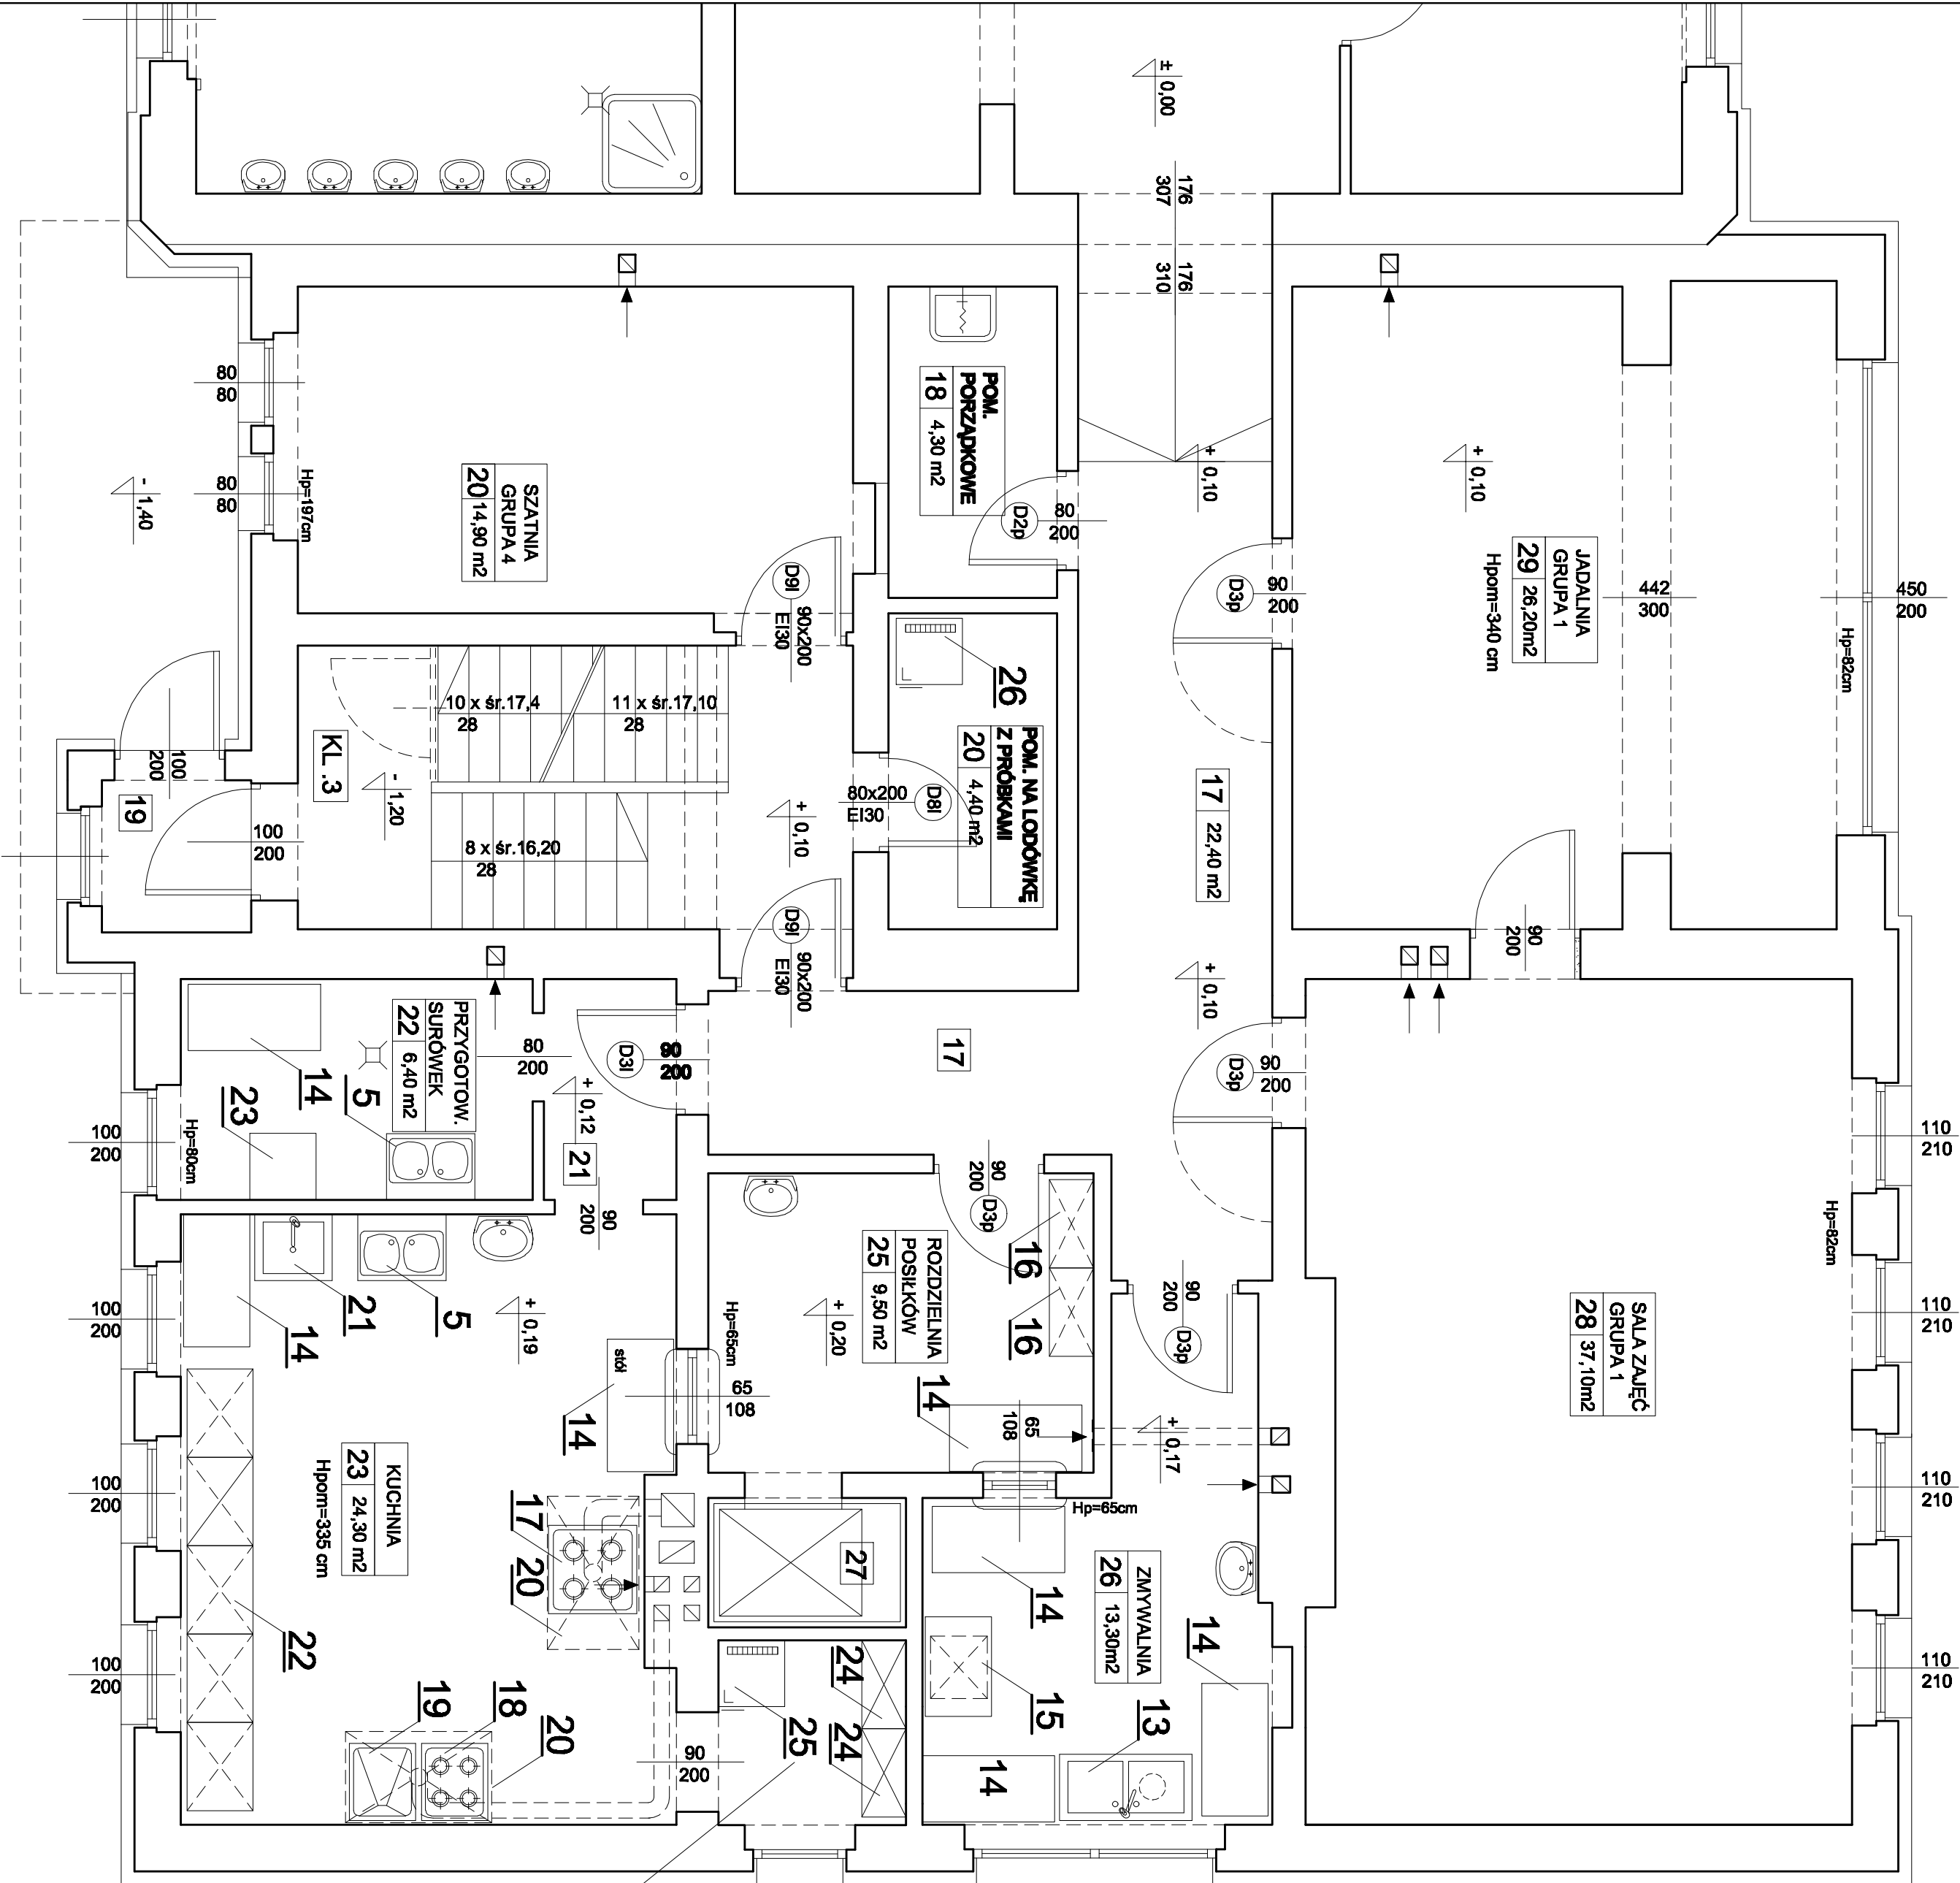 ± 0,00
176
307
176
310
+ 0,10
+ 0,10
80
80
80
80
Hp=197cm
- 1,40
SZATNIA
GRUPA 4
20 14,90 m2
POM.
PORZĄDKOWE
18 4,30 m2
D2p
80
200
JADALNIA
GRUPA 1
29 26,20m2
Hpom=340 cm
442
300
450
200
Hp=82cm
D9l
90x200
EI30
D3p
90
200
26
POM. NA LODÓWKĘ
Z PRÓBKAMI
20 4,40 m2
10 x śr.17,4
28
11 x śr.17,10
28
KL .3
- 1,20
100
200
19
100
200
8 x śr.16,20
28
+ 0,10
80x200
EI30
D8l
17 22,40 m2
D9l
90x200
EI30
90
200
+ 0,10
PRZYGOTOW.
SURÓWEK
22 6,40 m2
14
23
5
80
200
D3l
90
200
+ 0,12
21
17
D3p
90
200
100
200
Hp=80cm
90
200
90
200
D3p
110
210
Hp=82cm
16
16
ROZDZIELNIA
POSIŁKÓW
25 9,50 m2
+ 0,20
Hp=65cm
90
200
D3p
SALA ZAJĘĆ
GRUPA 1
28 37,10m2
100
200
14
21
5
+ 0,19
stół
14
65
108
14
65
108
+ 0,17
110
210
KUCHNIA
23 24,30 m2
Hpom=335 cm
17
20
27
Hp=65cm
14
ZMYWALNIA
26 13,30m2
14
100
200
110
210
22
19
18
20
90
200
25
24
24
15
13
14
100
200
110
210